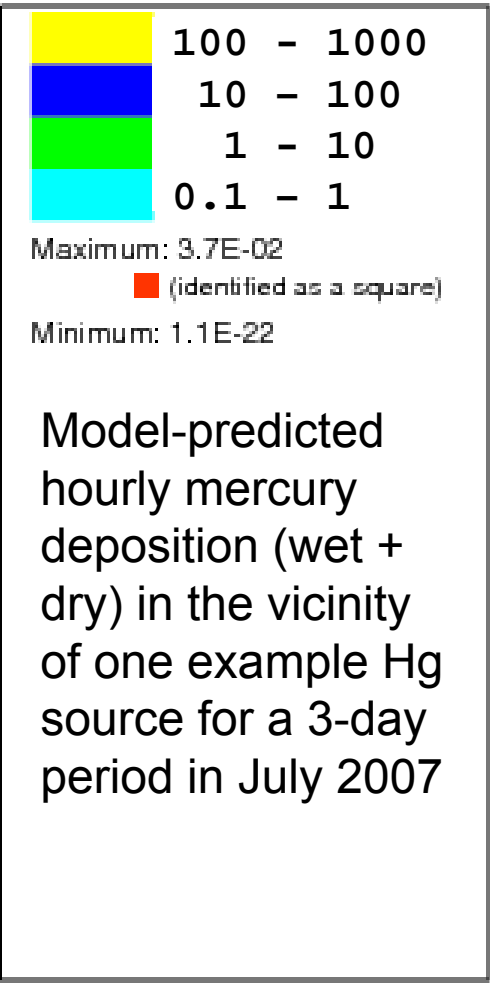 100 - 1000
10 - 100
1 - 10
0.1 - 1
Maximum: 3.7E-02
(identified as a square)
Minimum: 1.1E-22
Model-predicted
hourly mercury
deposition (wet +
dry) in the vicinity
of one example Hg
source for a 3-day
period in July 2007